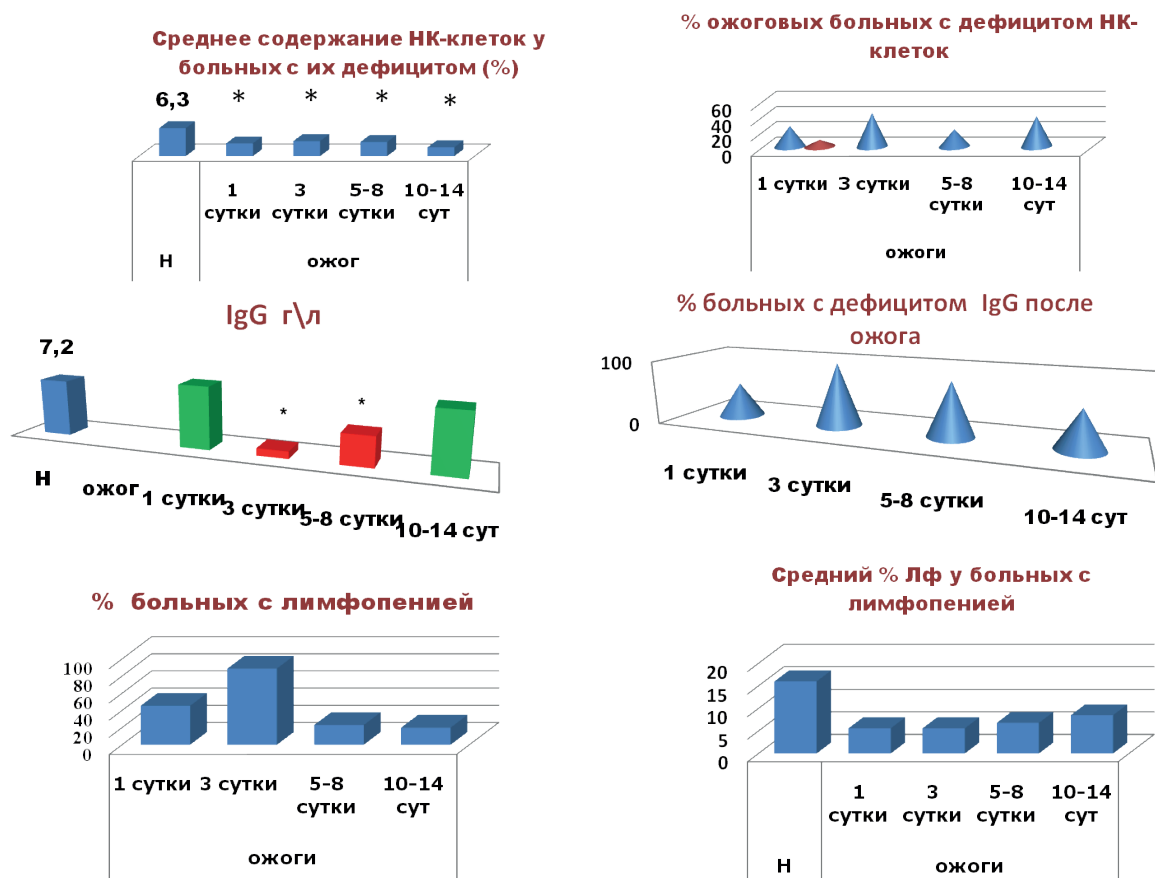 Среднее содержание НК-клеток у
больных с их дефицитом (%)
6,3
*
*
*
*
1
сутки
3
сутки
5-8
сутки
10-14
сут
Н
ожог
% ожоговых больных с дефицитом НК-
клеток
60
40
20
0
1 сутки
3 сутки
5-8
сутки
10-14
сут
ожоги
IgG г\л
7,2
*
*
Н
ожог
1 сутки
3 сутки
5-8 сутки
10-14 сут
% больных с дефицитом IgG после
ожога
100
0
1 сутки
3 сутки
5-8 сутки
10-14 сут
% больных с лимфопенией
100
80
60
40
20
0
1 сутки
3 сутки
5-8
сутки
10-14
сут
ожоги
Средний % Лф у больных с
лимфопенией
20
15
10
5
0
1
сутки
3
сутки
5-8
сутки
10-14
сут
Н
ожоги